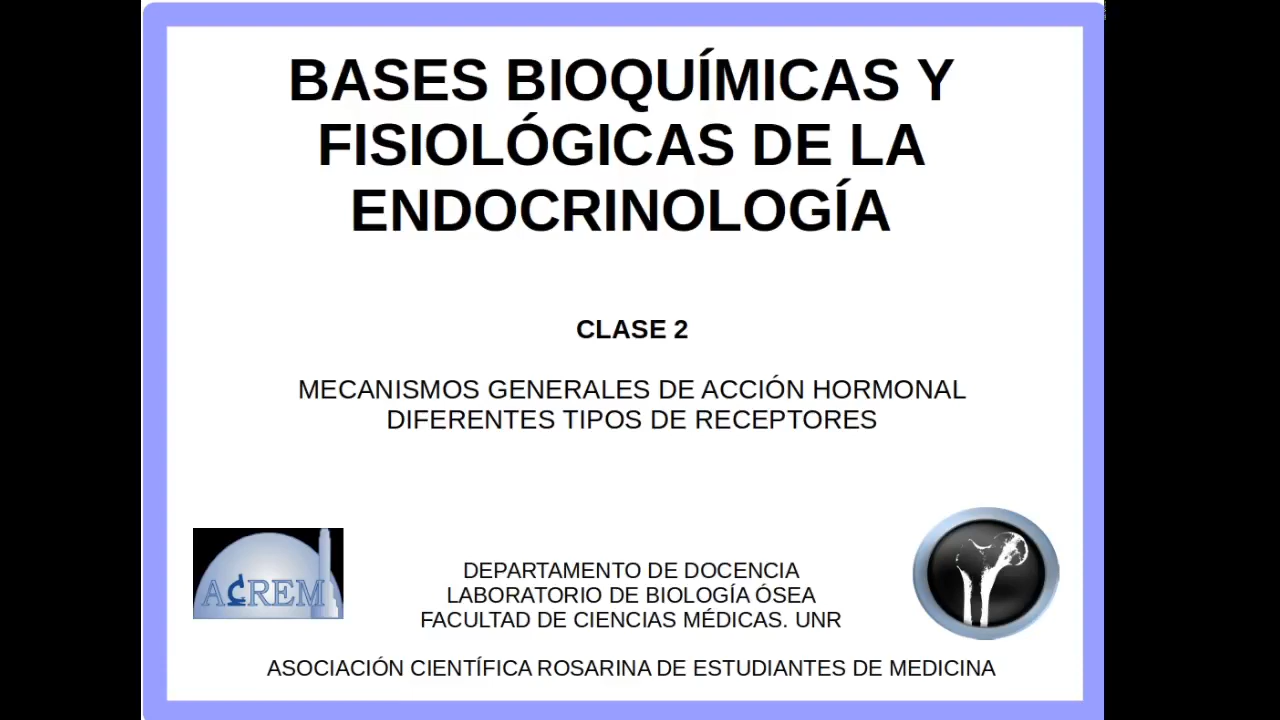 BASES BIOQUÍMICAS Y
FISIOLÓGICAS DE LA
ENDOCRINOLOGÍA
CLASE 2
MECANISMOS GENERALES DE ACCIÓN HORMONAL
DIFERENTES TIPOS DE RECEPTORES
ACREM
DEPARTAMENTO DE DOCENCIA
LABORATORIO DE BIOLOGÍA ÓSEA
FACULTAD DE CIENCIAS MÉDICAS. UNR
ASOCIACIÓN CIENTÍFICA ROSARINA DE ESTUDIANTES DE MEDICINA